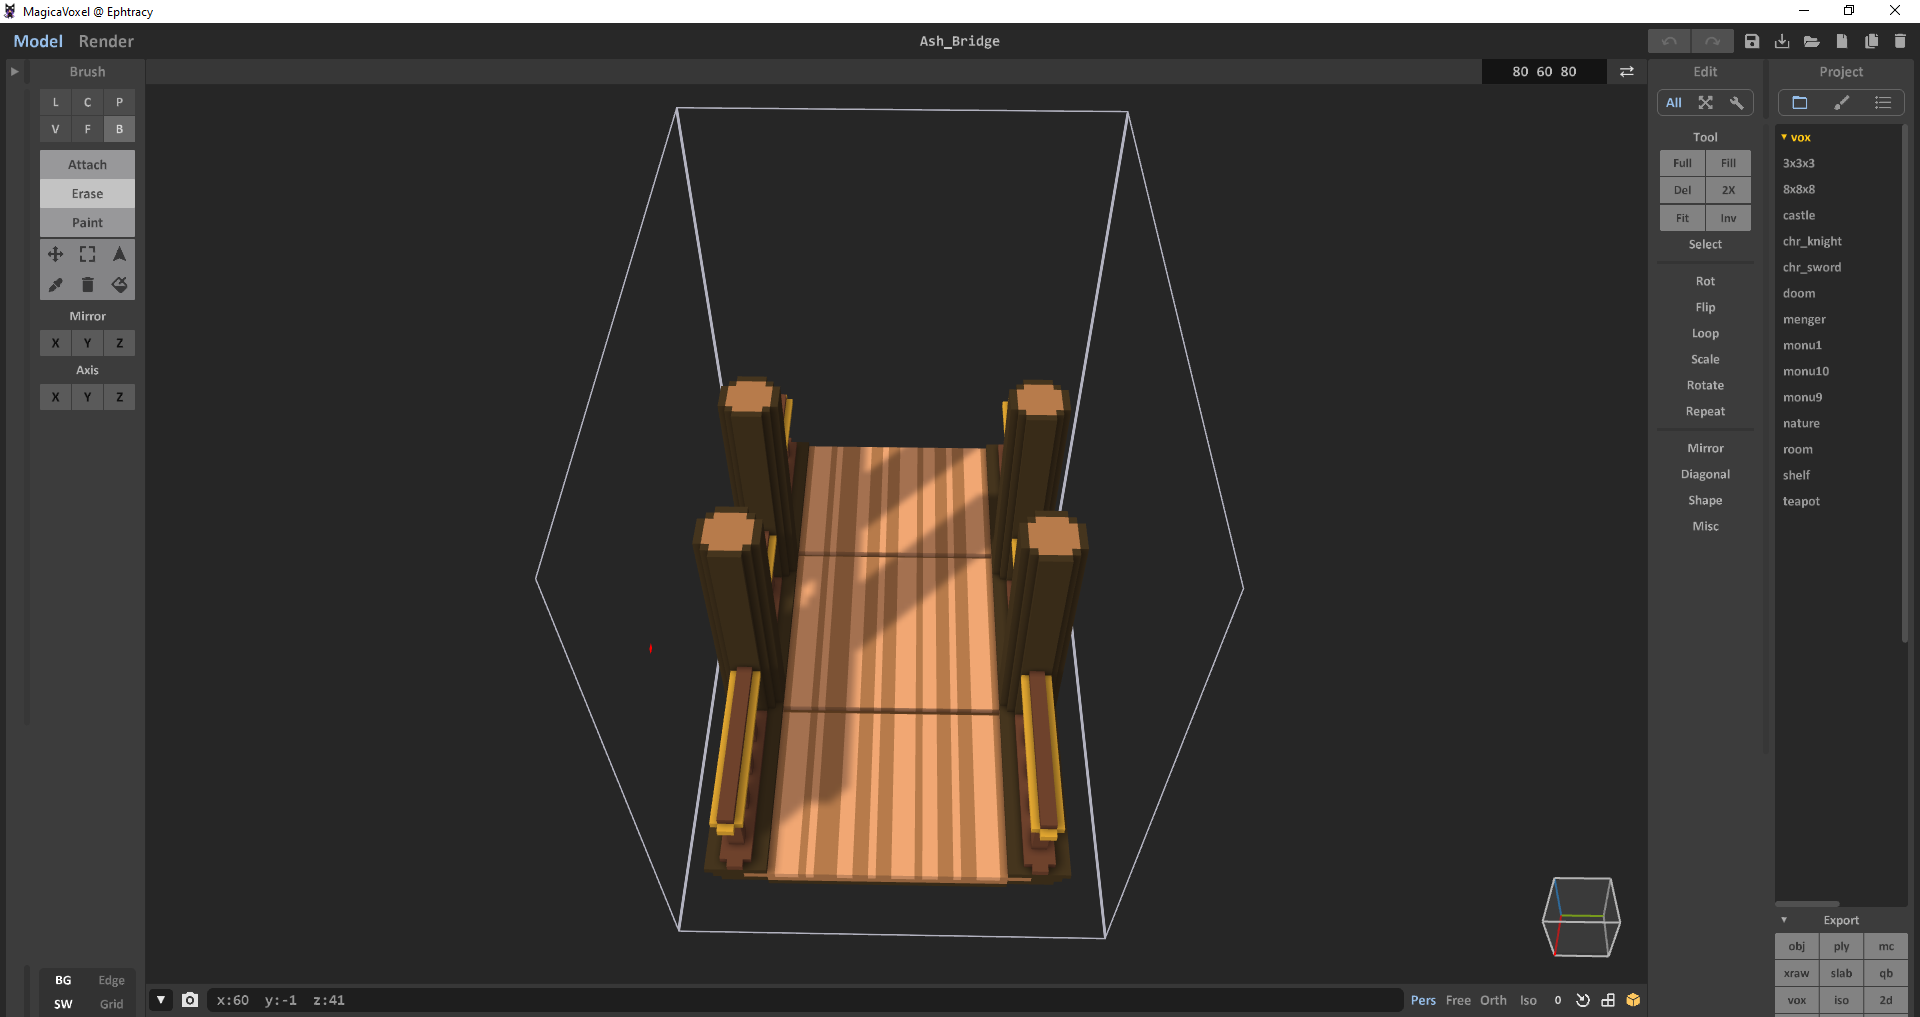 MagicaVoxel @ Ephtracy
Model Render
Ash_Bridge
Brush
80 60 80
Edit
Project
L C P
V F B
Attach
Erase
Paint
Mirror
X Y Z
Axis
X Y Z
BG Edge
SW Grid
All
Tool
Full Fill
Del 2X
Fit Inv
Select
Rot
Flip
Loop
Scale
Rotate
Repeat
Mirror
Diagonal
Shape
Misc
vox
3x3x3
8x8x8
castle
chr_knight
chr_sword
doom
menger
monu1
monu10
monu9
nature
room
shelf
teapot
Export
obj ply mc
xraw slab qb
vox iso 2d
x:60 y:-1 z:41
Pers Free Orth Iso 0